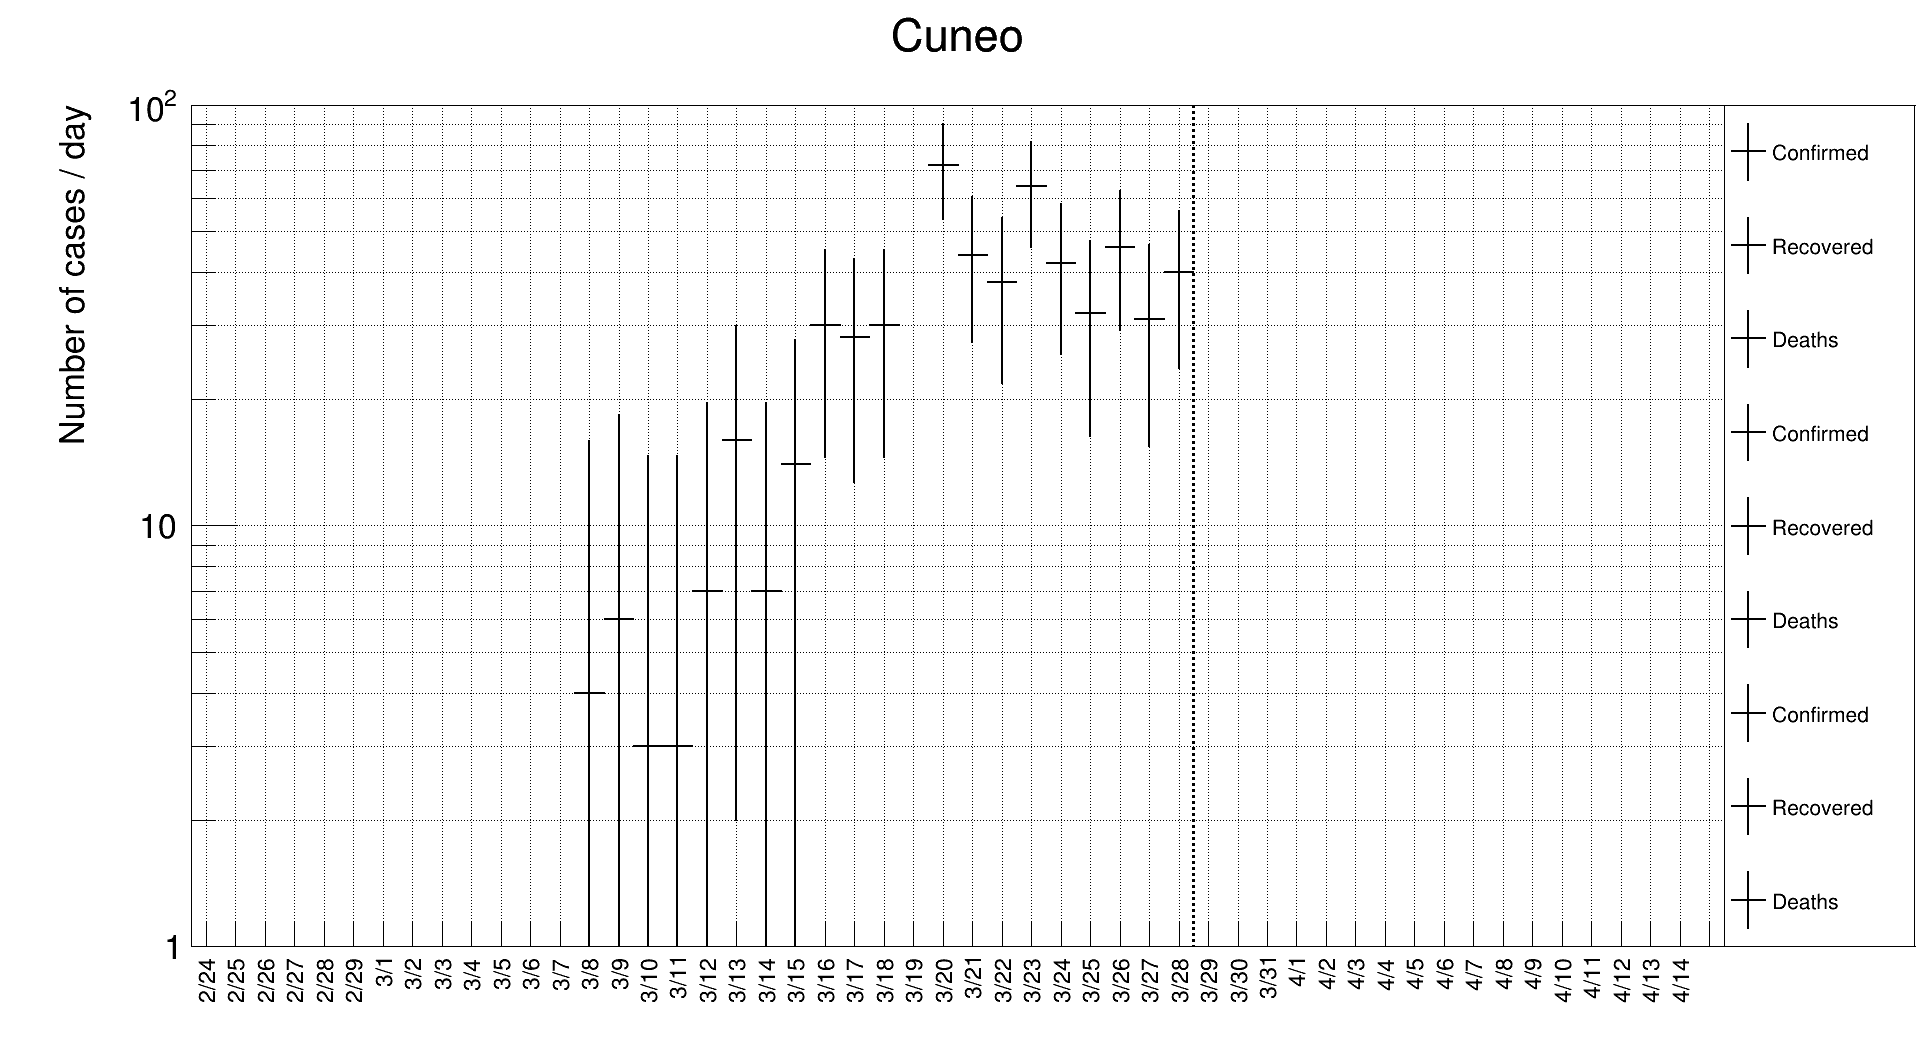 Cuneo
Number of cases / day
10²
10
1
2/24 2/25 2/26 2/27 2/28 2/29 3/1 3/2 3/3 3/4 3/5 3/6 3/7 3/8 3/9 3/10 3/11 3/12 3/13 3/14 3/15 3/16 3/17 3/18 3/19 3/20 3/21 3/22 3/23 3/24 3/25 3/26 3/27 3/28 3/29 3/30 3/31 4/1 4/2 4/3 4/4 4/5 4/6 4/7 4/8 4/9 4/10 4/11 4/12 4/13 4/14
Confirmed
Recovered
Deaths
Confirmed
Recovered
Deaths
Confirmed
Recovered
Deaths